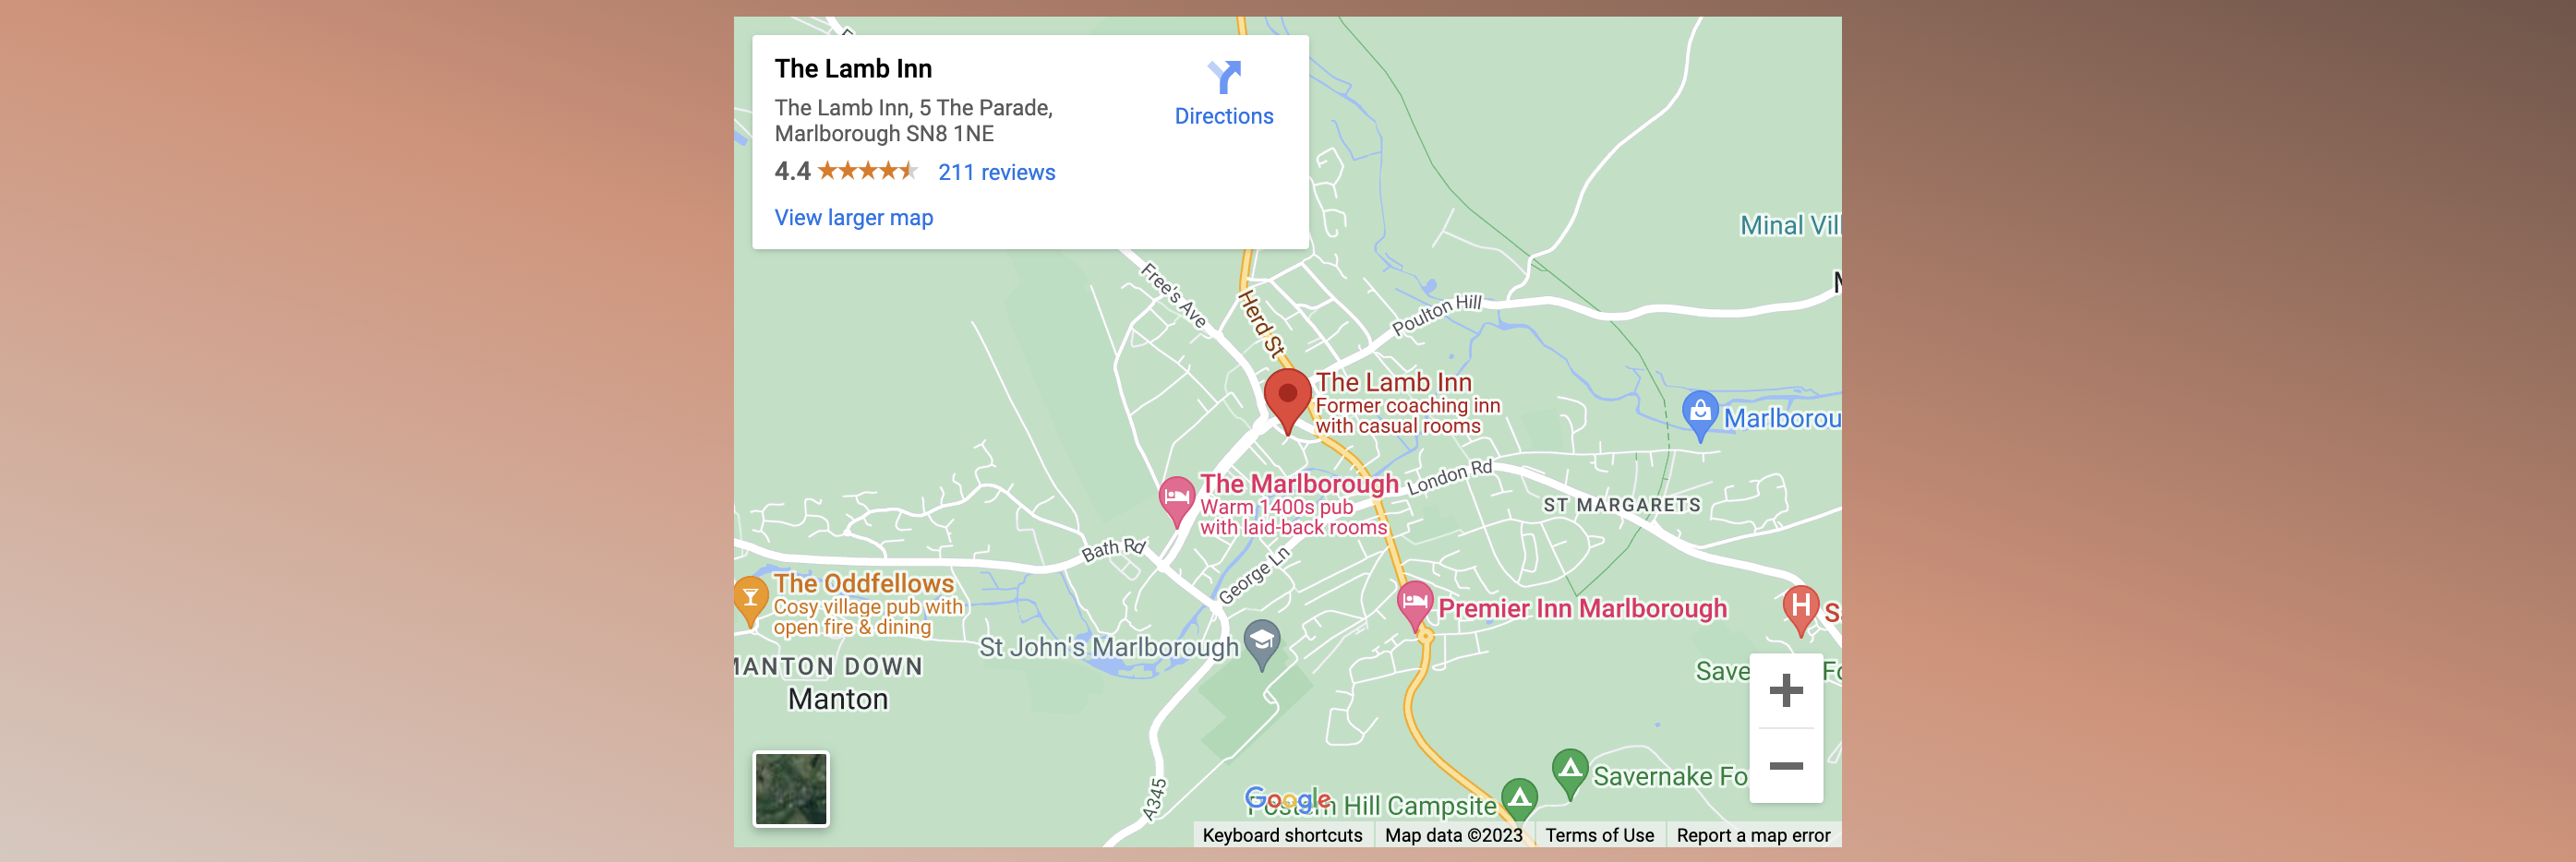 The Lamb Inn
The Lamb Inn, 5 The Parade,
Marlborough SN8 1NE
4.4
211 reviews
View larger map
Directions
Minal Vil
Free's Ave
Herd St
Poulton Hill
The Lamb Inn
Former coaching inn
with casual rooms
Marlborou
The Marlborough
Warm 1400s pub
with laid-back rooms
London Rd
ST MARGARETS
Bath Rd
George Ln
The Oddfellows
Cosy village pub with
open fire & dining
Premier Inn Marlborough
H
St John's Marlborough
MANTON DOWN
Manton
Save
Savernake Fo
A345
Google
Hill Campsite
Keyboard shortcuts
Map data ©2023
Terms of Use
Report a map error